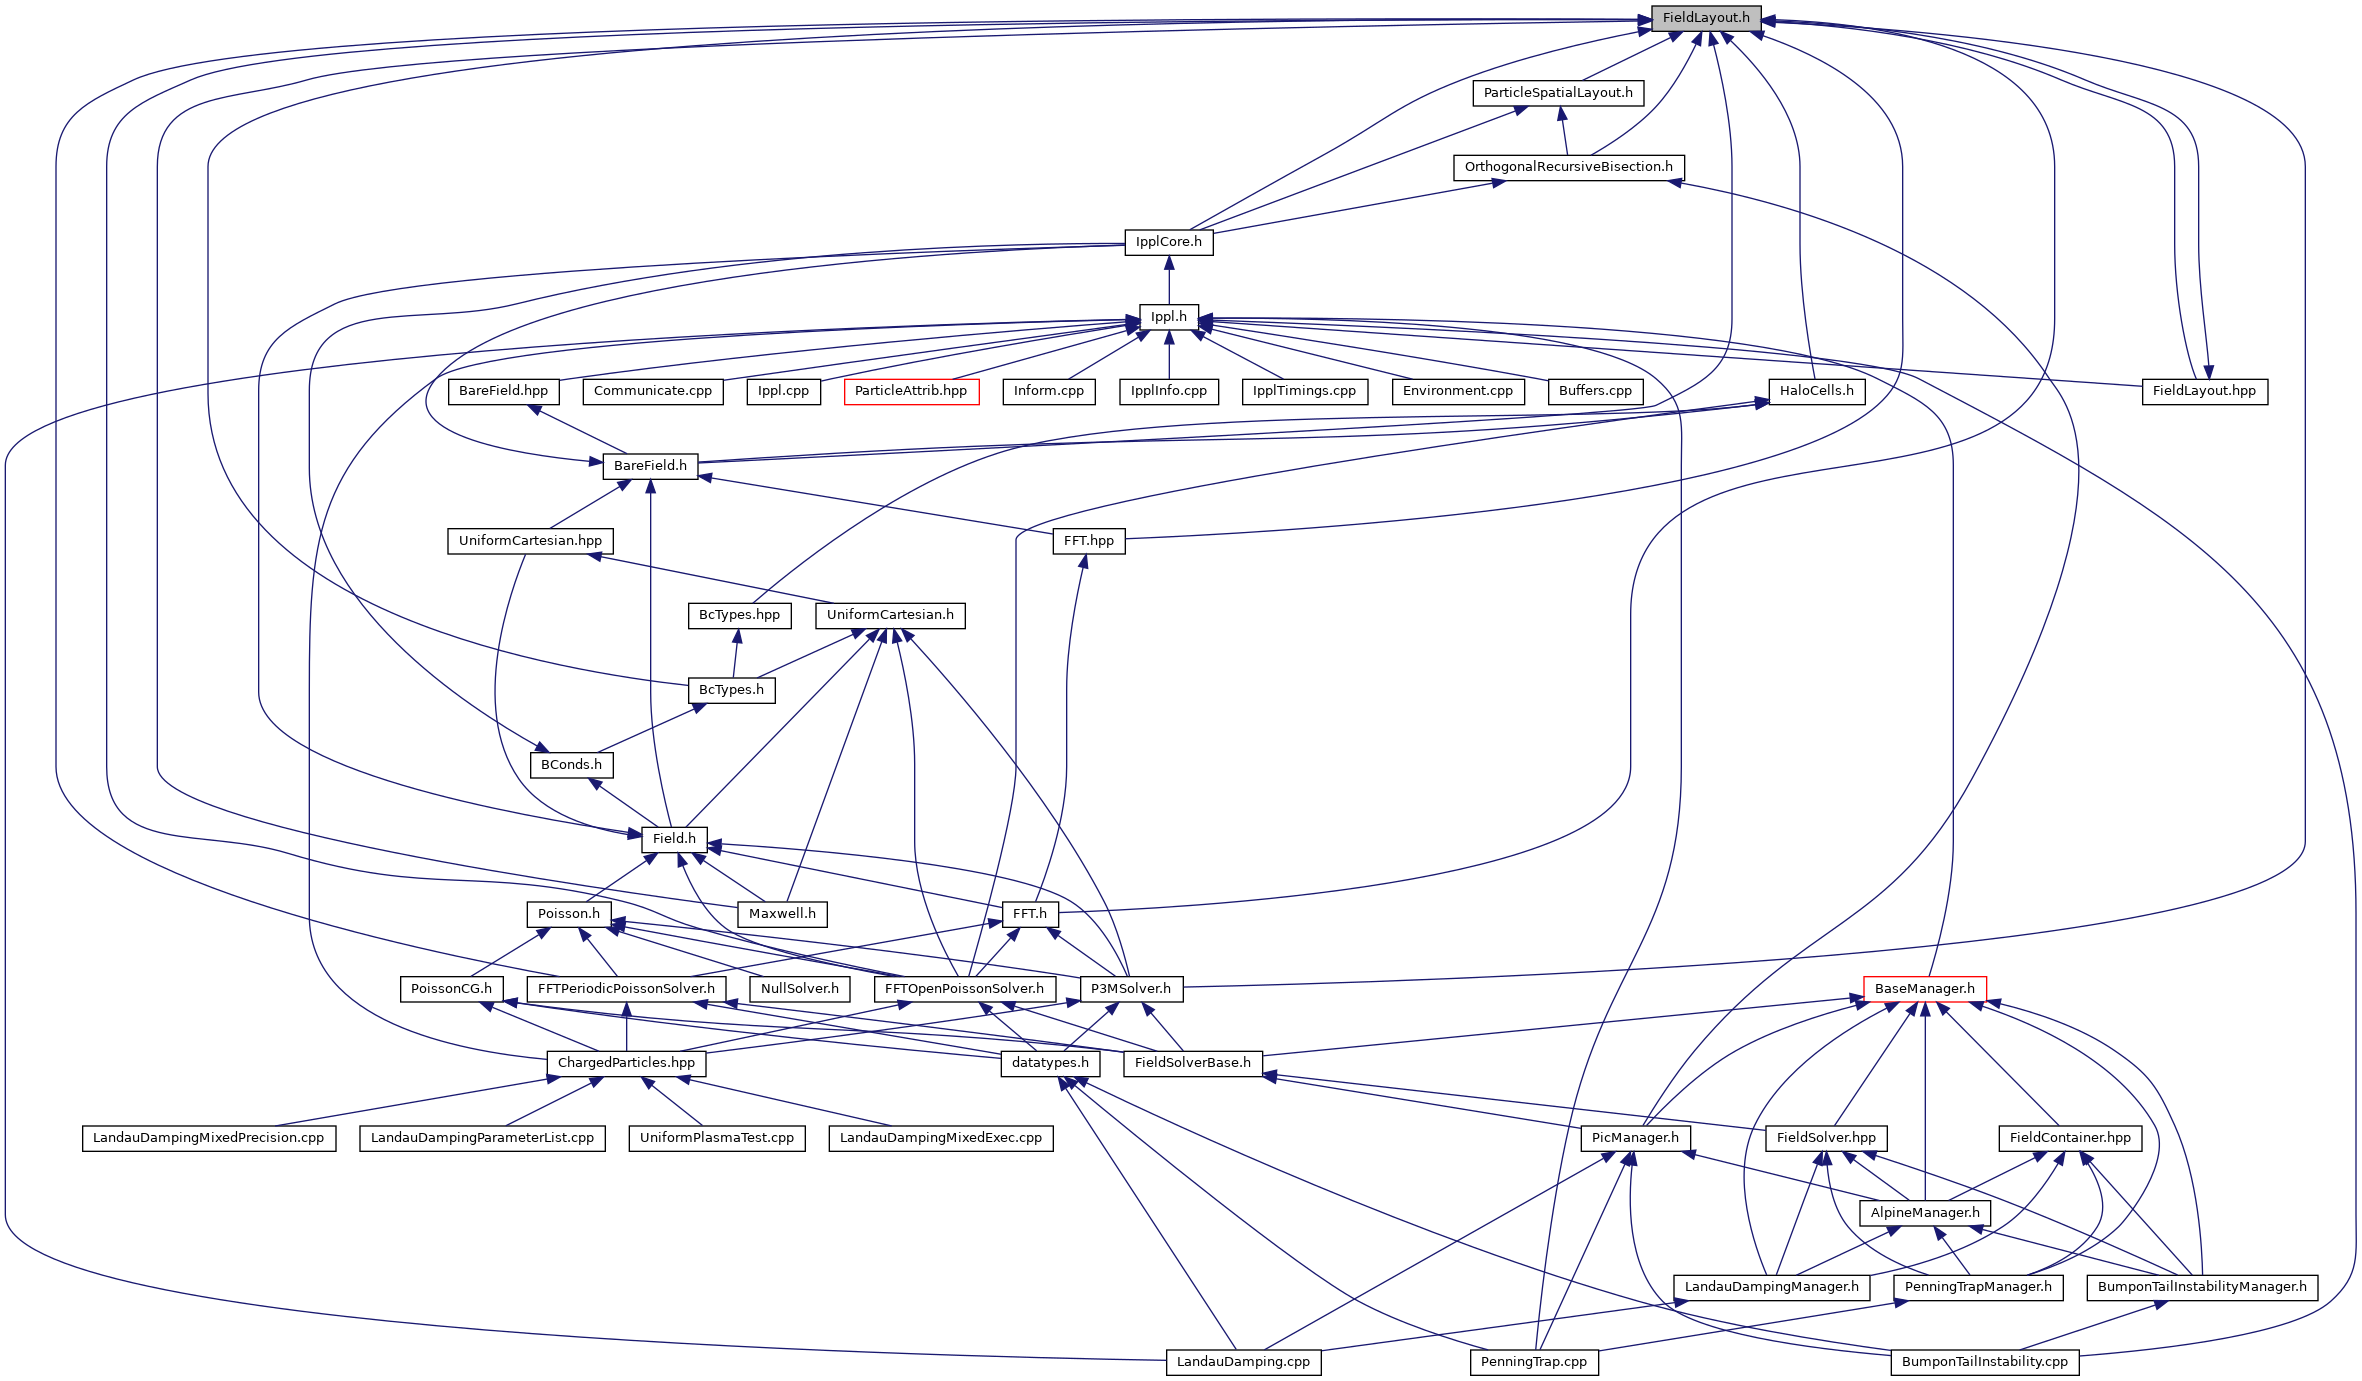 FieldLayout.h
ParticleSpatialLayout.h
OrthogonalRecursiveBisection.h
IpplCore.h
Ippl.h
BareField.hpp
Communicate.cpp
Ippl.cpp
ParticleAttrib.hpp
Inform.cpp
IpplInfo.cpp
IpplTimings.cpp
Environment.cpp
Buffers.cpp
HaloCells.h
FieldLayout.hpp
BareField.h
UniformCartesian.hpp
FFT.hpp
BcTypes.hpp
UniformCartesian.h
BcTypes.h
BConds.h
Field.h
Poisson.h
Maxwell.h
FFT.h
PoissonCG.h
FFTPeriodicPoissonSolver.h
NullSolver.h
FFTOpenPoissonSolver.h
P3MSolver.h
BaseManager.h
ChargedParticles.hpp
datatypes.h
FieldSolverBase.h
LandauDampingMixedPrecision.cpp
LandauDampingParameterList.cpp
UniformPlasmaTest.cpp
LandauDampingMixedExec.cpp
PicManager.h
FieldSolver.hpp
FieldContainer.hpp
AlpineManager.h
LandauDampingManager.h
PenningTrapManager.h
BumponTailInstabilityManager.h
LandauDamping.cpp
PenningTrap.cpp
BumponTailInstability.cpp